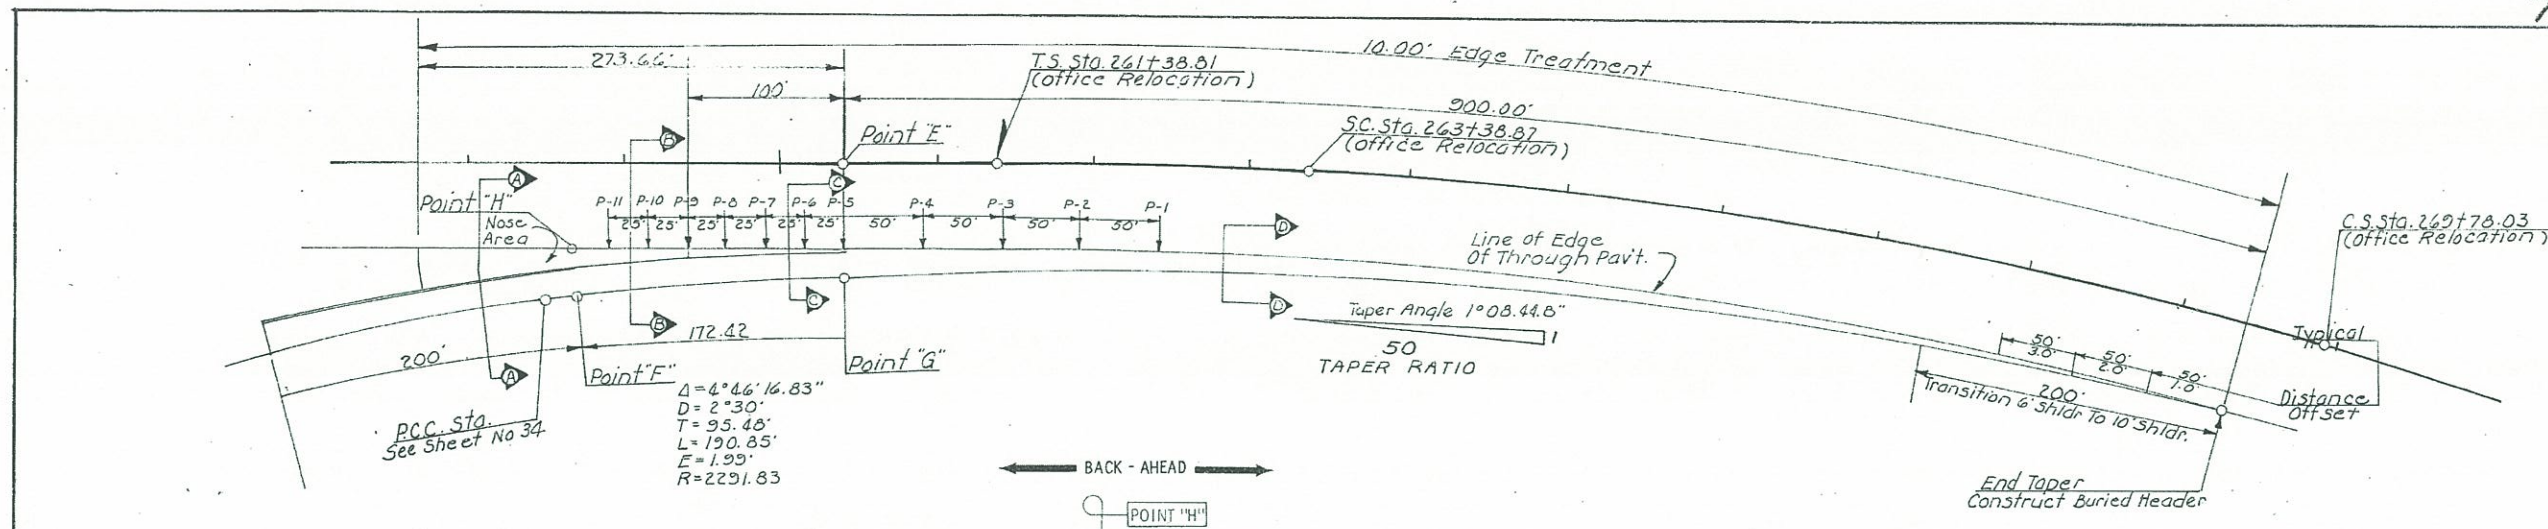 10.00' Edge Treatment
273.66'
T.S. Sta. 261+38.81
(office Relocation)
100'
900.00'
Point "E"
S.C. Sta. 263+38.87
(office Relocation)
B
A
C
Point "H"
Nose
Area
P-11 P-10 P-9 P-8 P-7 P-6 P-5 P-4 P-3 P-2 P-1
25' 25' 25' 25' 25' 25' 50' 50' 50' 50'
D
Line of Edge
Of Through Pav't.
C.S. Sta. 269+78.03
(office Relocation)
C
D
Taper Angle 1°08.44.8"
1
50
TAPER RATIO
B
172.42
200'
A
Point "F"
Point "G"
Typical
50' 50' 50'
3.0' 2.0' 1.0'
Distance
Offset
200'
Transition 6' Shldr To 10' Shldr.
Δ = 4°46'16.83"
D = 2°30'
T = 95.48'
L = 190.85'
E = 1.99'
R = 2291.83
P.C.C. Sta.
See Sheet No 34
BACK - AHEAD
End Taper
Construct Buried Header
POINT "H"